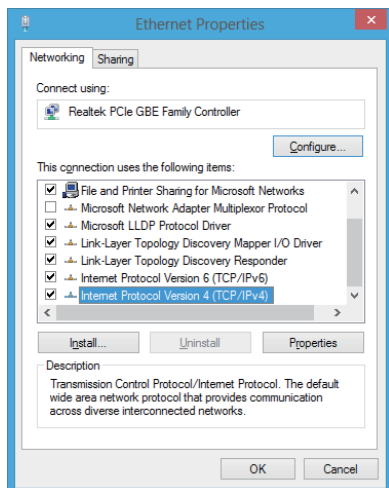 Ethernet Properties
Networking
Sharing
Connect using:
Realtek PCIe GBE Family Controller
Configure...
This connection uses the following items:
File and Printer Sharing for Microsoft Networks
Microsoft Network Adapter Multiplexor Protocol
Microsoft LLDP Protocol Driver
Link-Layer Topology Discovery Mapper I/O Driver
Link-Layer Topology Discovery Responder
Internet Protocol Version 6 (TCP/IPv6)
Internet Protocol Version 4 (TCP/IPv4)
Install...
Uninstall
Properties
Description
Transmission Control Protocol/Internet Protocol. The default
wide area network protocol that provides communication
across diverse interconnected networks.
OK
Cancel